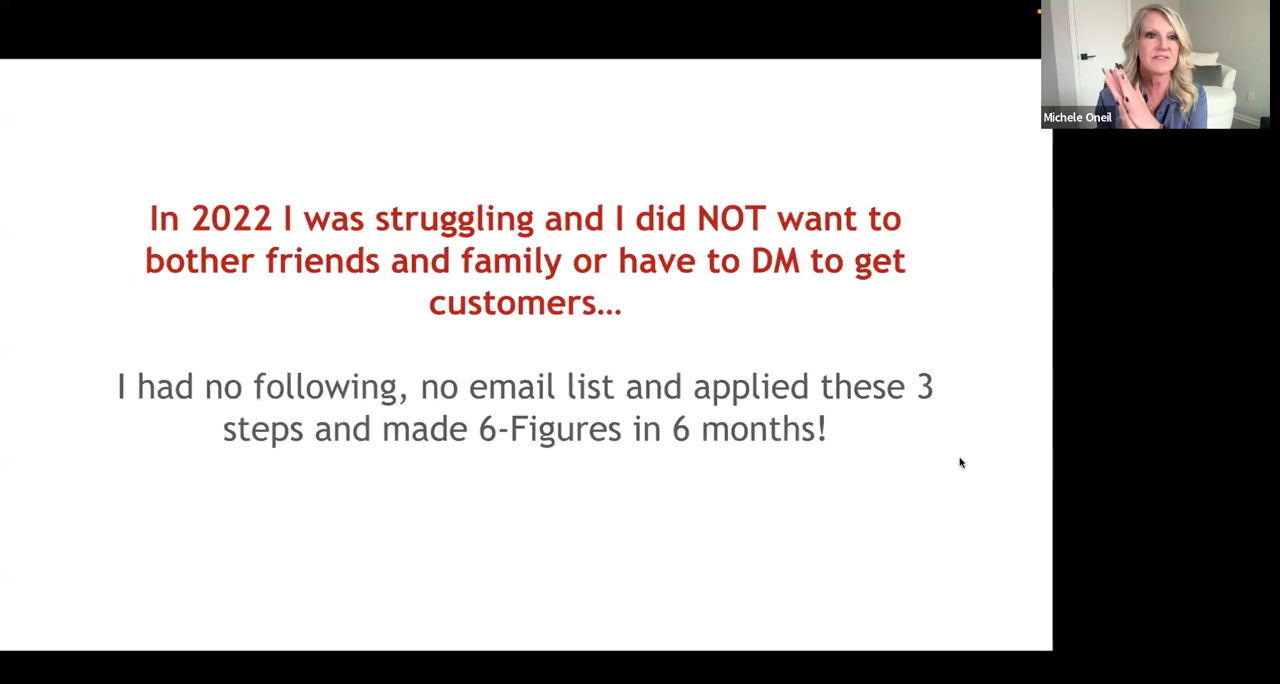 Michele Oneil
In 2022 I was struggling and I did NOT want to
bother friends and family or have to DM to get
customers…
I had no following, no email list and applied these 3
steps and made 6-Figures in 6 months!